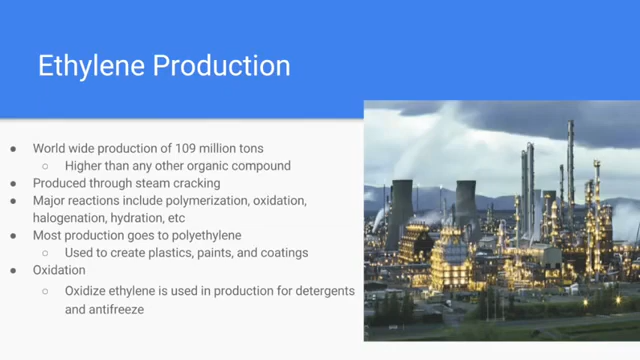 Ethylene Production
● World wide production of 109 million tons
○ Higher than any other organic compound
● Produced through steam cracking
● Major reactions include polymerization, oxidation,
halogenation, hydration, etc
● Most production goes to polyethylene
○ Used to create plastics, paints, and coatings
● Oxidation
○ Oxidize ethylene is used in production for detergents
and antifreeze